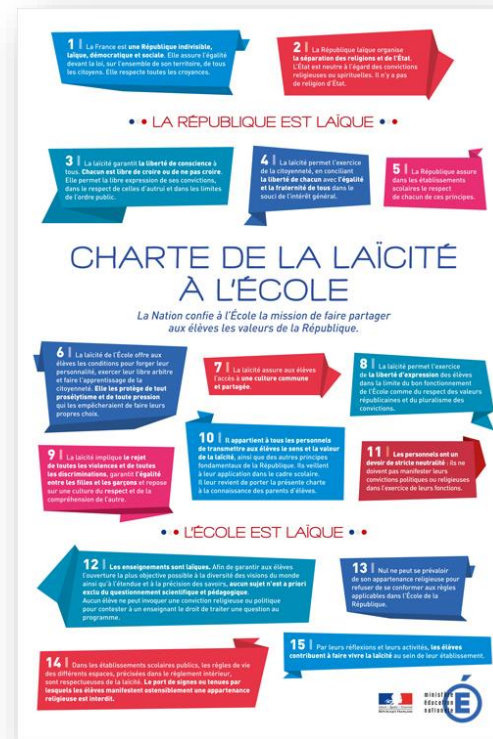 1 | La France est une République indivisible,
laïque, démocratique et sociale. Elle assure l'égalité
devant la loi, sur l'ensemble de son territoire, de tous
les citoyens. Elle respecte toutes les croyances.
2 | La République laïque organise
la séparation des religions et de l'État.
L'État est neutre à l'égard des convictions
religieuses ou spirituelles. Il n'y a pas
de religion d'État.
•• LA RÉPUBLIQUE EST LAÏQUE ••
3 | La laïcité garantit la liberté de conscience à
tous. Chacun est libre de croire ou de ne pas croire.
Elle permet la libre expression de ses convictions,
dans le respect de celles d'autrui et dans les limites
de l'ordre public.
4 | La laïcité permet l'exercice
de la citoyenneté, en conciliant
la liberté de chacun avec l'égalité
et la fraternité de tous dans le
souci de l'intérêt général.
5 | La République assure
dans les établissements
scolaires le respect
de chacun de ces principes.
CHARTE DE LA LAÏCITÉ
À L'ÉCOLE
La Nation confie à l'École la mission de faire partager
aux élèves les valeurs de la République.
6 | La laïcité de l'École offre aux
élèves les conditions pour forger leur
personnalité, exercer leur libre arbitre
et faire l'apprentissage de la
citoyenneté. Elle les protège de tout
prosélytisme et de toute pression
qui les empêcheraient de faire leurs
propres choix.
7 | La laïcité assure aux élèves
l'accès à une culture commune
et partagée.
8 | La laïcité permet l'exercice
de la liberté d'expression des élèves
dans la limite du bon fonctionnement
de l'École comme du respect des valeurs
républicaines et du pluralisme des
convictions.
9 | La laïcité implique le rejet
de toutes les violences et de toutes
les discriminations, garantit l'égalité
entre les filles et les garçons et repose
sur une culture du respect et de la
compréhension de l'autre.
10 | Il appartient à tous les personnels
de transmettre aux élèves le sens et la valeur
de la laïcité, ainsi que des autres principes
fondamentaux de la République. Ils veillent
à leur application dans le cadre scolaire.
Il leur revient de porter la présente charte
à la connaissance des parents d'élèves.
11 | Les personnels ont un
devoir de stricte neutralité : ils ne
doivent pas manifester leurs
convictions politiques ou religieuses
dans l'exercice de leurs fonctions.
•• L'ÉCOLE EST LAÏQUE ••
12 | Les enseignements sont laïques. Afin de garantir aux élèves
l'ouverture la plus objective possible à la diversité des visions du monde
ainsi qu'à l'étendue et à la précision des savoirs, aucun sujet n'est a priori
exclu du questionnement scientifique et pédagogique.
Aucun élève ne peut invoquer une conviction religieuse ou politique
pour contester à un enseignant le droit de traiter une question au
programme.
13 | Nul ne peut se prévaloir
de son appartenance religieuse pour
refuser de se conformer aux règles
applicables dans l'École de la
République.
14 | Dans les établissements scolaires publics, les règles de vie
des différents espaces, précisées dans le règlement intérieur,
sont respectueuses de la laïcité. Le port de signes ou tenues par
lesquels les élèves manifestent ostensiblement une appartenance
religieuse est interdit.
15 | Par leurs réflexions et leurs activités, les élèves
contribuent à faire vivre la laïcité au sein de leur établissement.
ministère
éducation
nationale
É